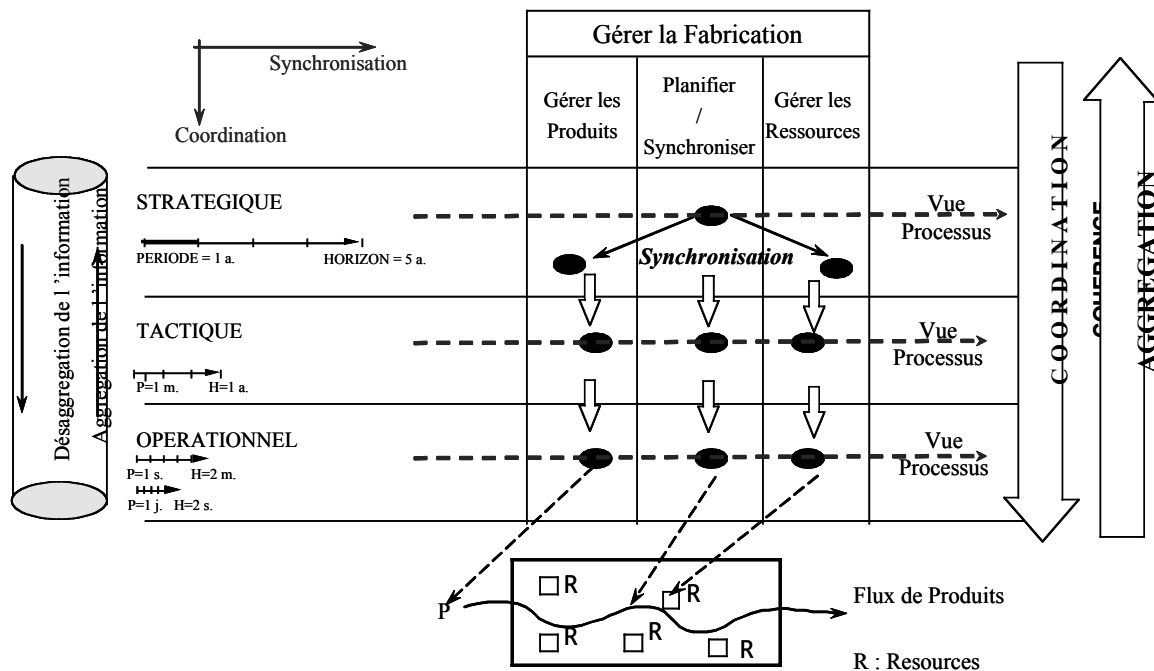 Gérer la Fabrication
Synchronisation
Coordination
Gérer les
Produits
Planifier
/
Synchroniser
Gérer les
Ressources
Désaggregation de l ’information
Aggregation de l ’information
STRATEGIQUE
PERIODE = 1 a.
HORIZON = 5 a.
Synchronisation
Vue
Processus
TACTIQUE
P=1 m.
H=1 a.
Vue
Processus
OPERATIONNEL
P=1 s.
H=2 m.
P=1 j.
H=2 s.
Vue
Processus
COORDINATION
COHERENCE
AGGREGATION
P
R
R
R
R
R
Flux de Produits
R : Resources